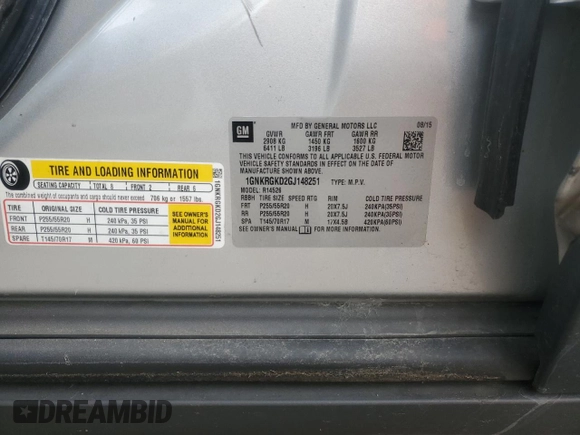 TIRE AND LOADING INFORMATION
SEATING CAPACITY TOTAL 8 FRONT 2 REAR 6
The combined weight of occupants and cargo should never exceed 706 kg or 1557 lbs.
TIRE ORIGINAL SIZE COLD TIRE PRESSURE
FRONT P255/55R20 H 240 kPa, 35 PSI
REAR P255/55R20 H 240 kPa, 35 PSI
SPARE T145/70R17 M 420 kPa, 60 PSI
SEE OWNER'S
MANUAL FOR
ADDITIONAL
INFORMATION
1GNKRGKD2GJ148251
GM
MFD BY GENERAL MOTORS LLC 09/15
GVWR GAWR FRT GAWR RR
2908 KG 1450 KG 1600 KG
6411 LB 3196 LB 3527 LB
THIS VEHICLE CONFORMS TO ALL APPLICABLE U.S. FEDERAL MOTOR
VEHICLE SAFETY STANDARDS IN EFFECT ON THE DATE OF
MANUFACTURE SHOWN ABOVE.
1GNKRGKD2GJ148251 TYPE: M.P.V.
MODEL: R14526
RBBH TIRE SIZE SPEED RTG RIM COLD TIRE PRESSURE
FRT P255/55R20 H 20X7.5J 240KPA(35PSI)
RR P255/55R20 H 20X7.5J 240KPA(35PSI)
SPA T145/70R17 M 17X4.5B 420KPA(60PSI)
SEE OWNER'S MANUAL FOR MORE INFORMATION.
DREAMBID